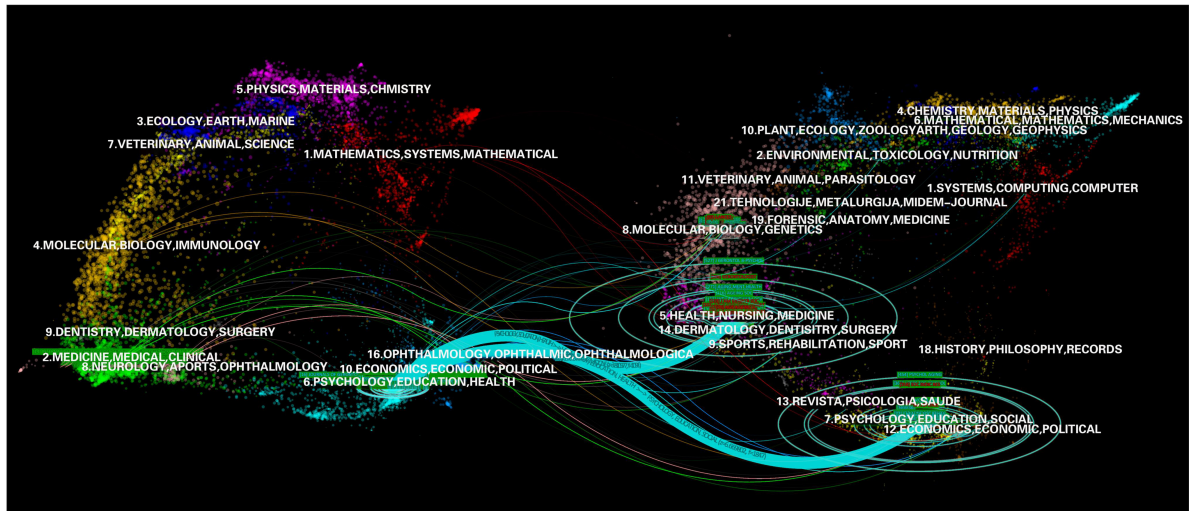 5.PHYSICS,MATERIALS,CHMISTRY
3.ECOLOGY,EARTH,MARINE
7.VETERINARY,ANIMAL,SCIENCE
1.MATHEMATICS,SYSTEMS,MATHEMATICAL
4.MOLECULAR,BIOLOGY,IMMUNOLOGY
9.DENTISTRY,DERMATOLOGY,SURGERY
2.MEDICINE,MEDICAL,CLINICAL
8.NEUROLOGY,APORTS,OPHTHALMOLOGY
16.OPHTHALMOLOGY,OPHTHALMIC,OPHTHALMOLOGICA
10.ECONOMICS,ECONOMIC,POLITICAL
6.PSYCHOLOGY,EDUCATION,HEALTH
4.CHEMISTRY,MATERIALS,PHYSICS
6.MATHEMATICAL,MATHEMATICS,MECHANICS
10.PLANT,ECOLOGY,ZOOLOGYARTH,GEOLOGY,GEOPHYSICS
2.ENVIRONMENTAL,TOXICOLOGY,NUTRITION
11.VETERINARY,ANIMAL,PARASITOLOGY
1.SYSTEMS,COMPUTING,COMPUTER
21.TEHNOLOGIJE,METALURGIJA,MIDEM-JOURNAL
19.FORENSIC,ANATOMY,MEDICINE
8.MOLECULAR,BIOLOGY,GENETICS
5.HEALTH,NURSING,MEDICINE
14.DERMATOLOGY,DENTISITRY,SURGERY
9.SPORTS,REHABILITATION,SPORT
18.HISTORY,PHILOSOPHY,RECORDS
13.REVISTA,PSICOLOGIA,SAUDE
7.PSYCHOLOGY,EDUCATION,SOCIAL
12.ECONOMICS,ECONOMIC,POLITICAL